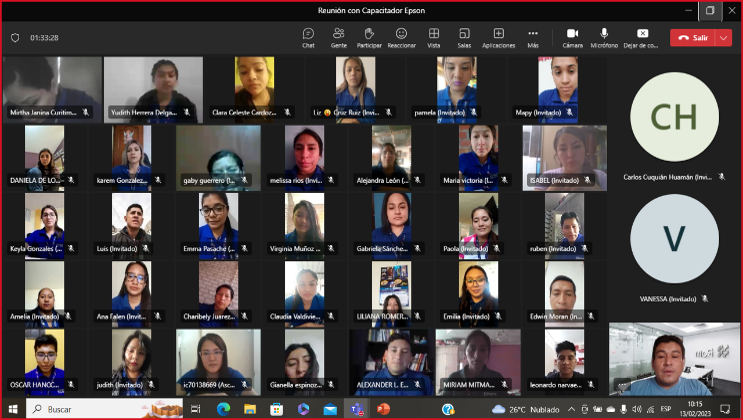 Reunión con Capacitador Epson
01:33:28
Chat
Gente
Participar
Reaccionar
Vista
Salas
Aplicaciones
Más
Cámara
Micrófono
Dejar de co...
Salir
Mirtha Janina Curitim...
Yudith Herrera Delga...
Clara Celeste Cardoz...
Liz 😀 Cruz Ruiz (Invi...
pamela (Invitado)
Mapy (Invitado)
CH
Carlos Cuquián Huamán (Invi...
DANIELA DE LO...
karem Gonzalez...
gaby guerrero (I...
melissa rios (Invi...
Alejandra León (...
Maria victoria (I...
ISABEL (Invitado)
V
VANESSA (Invitado)
Keyla Gonzales (...
Luis (Invitado)
Emma Pasache (...
Virginia Muñoz ...
Gabriela Sánche...
Paola (Invitado)
ruben (Invitado)
Amelia (Invitado)
Ana Falen (Invit...
Charibely Juarez...
Claudia Valdivie...
LILIANA ROMER...
Emilia (Invitado)
Edwin Moran (In...
OSCAR HANCC...
judith (Invitado)
ic70138669 (Asc...
Gianella espinoz...
ALEXANDER L. E...
MIRIAM MITMA...
leonardo narvae...
Buscar
26°C Nublado
ESP
10:15
13/02/2023